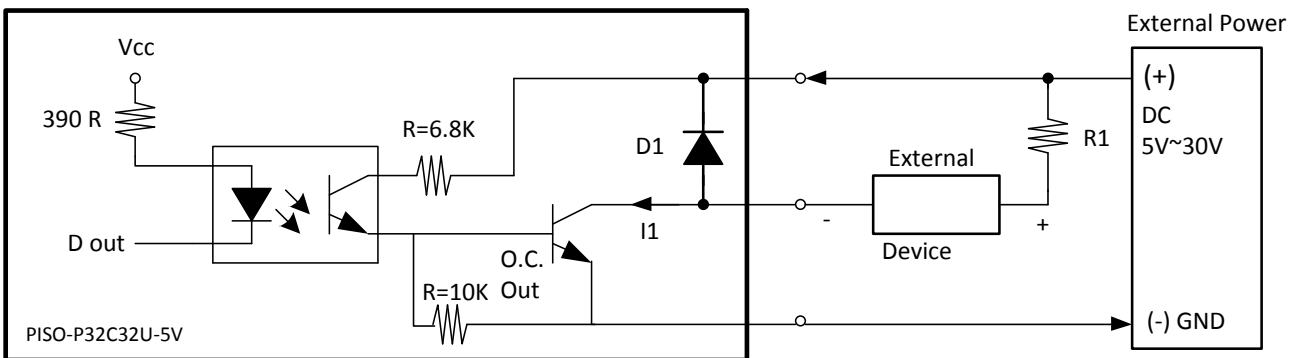 External Power
Vcc
(+)
390 R
R=6.8K
D1
R1
DC
5V~30V
External
-
+
I1
D out
Device
O.C.
Out
R=10K
(-) GND
PISO-P32C32U-5V